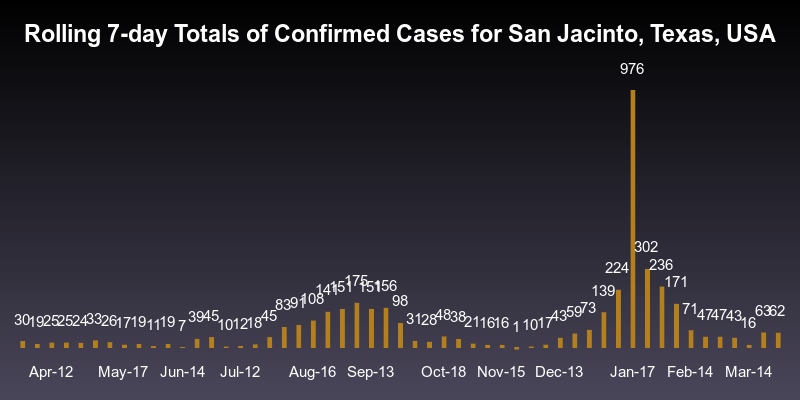 Rolling 7-day Totals of Confirmed Cases for San Jacinto, Texas, USA
976
302
224 236
171
175
141 151 151 156
139
83 91 108 98
30 19 25 25 24 33 26 17 19 11 19 7 39 45 10 12 18 45 31 28 48 38 21 16 16 1 10 17 43 59 73 71 47 47 43 16 63 62
Apr-12 May-17 Jun-14 Jul-12 Aug-16 Sep-13 Oct-18 Nov-15 Dec-13 Jan-17 Feb-14 Mar-14